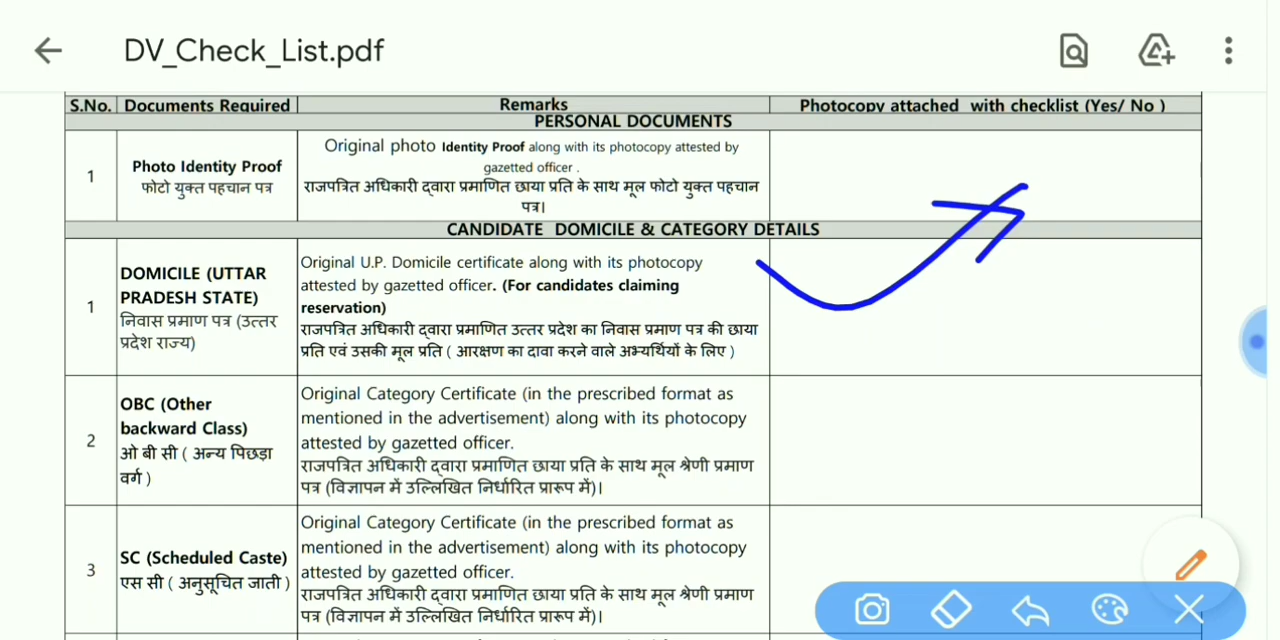 DV_Check_List.pdf
S.No. Documents Required Remarks Photocopy attached with checklist (Yes/ No )
PERSONAL DOCUMENTS
1
Photo Identity Proof
फोटो युक्त पहचान पत्र
Original photo Identity Proof along with its photocopy attested by
gazetted officer .
राजपत्रित अधिकारी द्वारा प्रमाणित छाया प्रति के साथ मूल फोटो युक्त पहचान
पत्र।
CANDIDATE DOMICILE & CATEGORY DETAILS
1
DOMICILE (UTTAR
PRADESH STATE)
निवास प्रमाण पत्र (उत्तर
प्रदेश राज्य)
Original U.P. Domicile certificate along with its photocopy
attested by gazetted officer. (For candidates claiming
reservation)
राजपत्रित अधिकारी द्वारा प्रमाणित उत्तर प्रदेश का निवास प्रमाण पत्र की छाया
प्रति एवं उसकी मूल प्रति ( आरक्षण का दावा करने वाले अभ्यर्थियों के लिए )
2
OBC (Other
backward Class)
ओ बी सी ( अन्य पिछड़ा
वर्ग )
Original Category Certificate (in the prescribed format as
mentioned in the advertisement) along with its photocopy
attested by gazetted officer.
राजपत्रित अधिकारी द्वारा प्रमाणित छाया प्रति के साथ मूल श्रेणी प्रमाण
पत्र (विज्ञापन में उल्लिखित निर्धारित प्रारूप में)।
3
SC (Scheduled Caste)
एस सी ( अनुसूचित जाती )
Original Category Certificate (in the prescribed format as
mentioned in the advertisement) along with its photocopy
attested by gazetted officer.
राजपत्रित अधिकारी द्वारा प्रमाणित छाया प्रति के साथ मूल श्रेणी प्रमाण
पत्र (विज्ञापन में उल्लिखित निर्धारित प्रारूप में)।